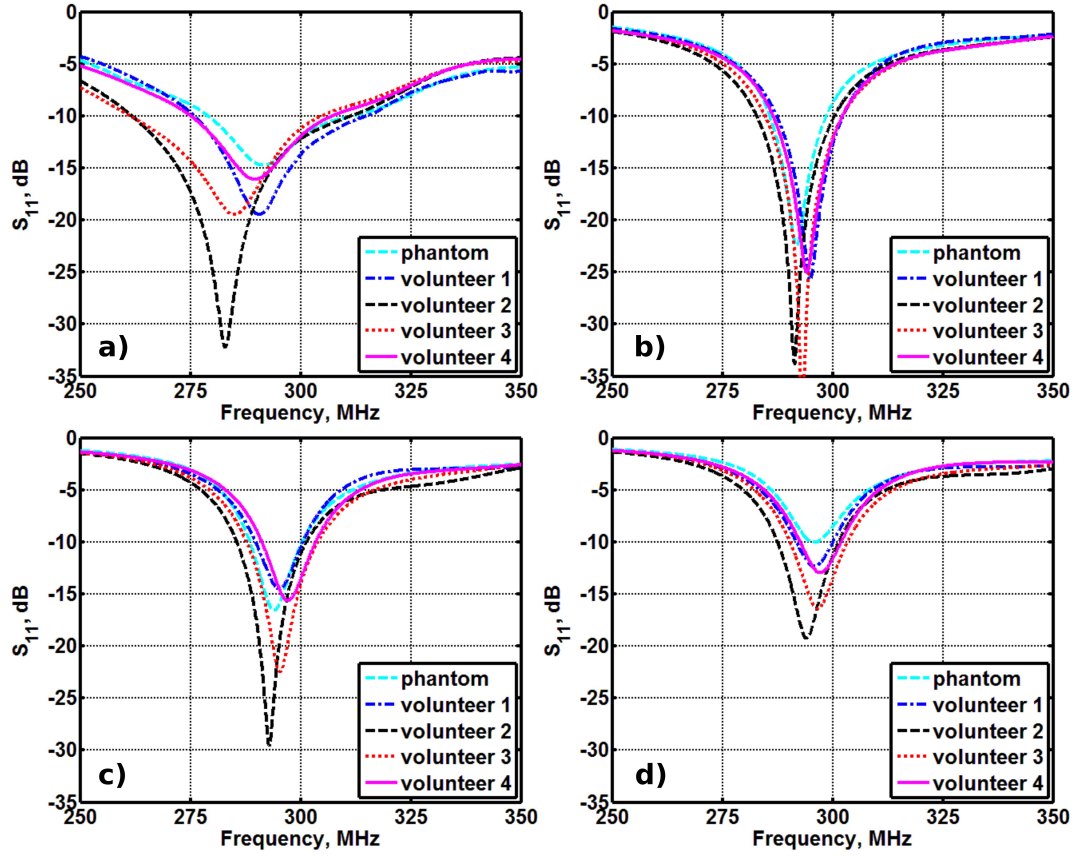 0
-5
-10
-15
-20
-25
-30
-35
S11, dB
phantom
volunteer 1
volunteer 2
volunteer 3
volunteer 4
a)
250 275 300 325 350
Frequency, MHz
0
-5
-10
-15
-20
-25
-30
-35
S11, dB
phantom
volunteer 1
volunteer 2
volunteer 3
volunteer 4
b)
250 275 300 325 350
Frequency, MHz
0
-5
-10
-15
-20
-25
-30
-35
S11, dB
phantom
volunteer 1
volunteer 2
volunteer 3
volunteer 4
c)
250 275 300 325 350
Frequency, MHz
0
-5
-10
-15
-20
-25
-30
-35
S11, dB
phantom
volunteer 1
volunteer 2
volunteer 3
volunteer 4
d)
250 275 300 325 350
Frequency, MHz